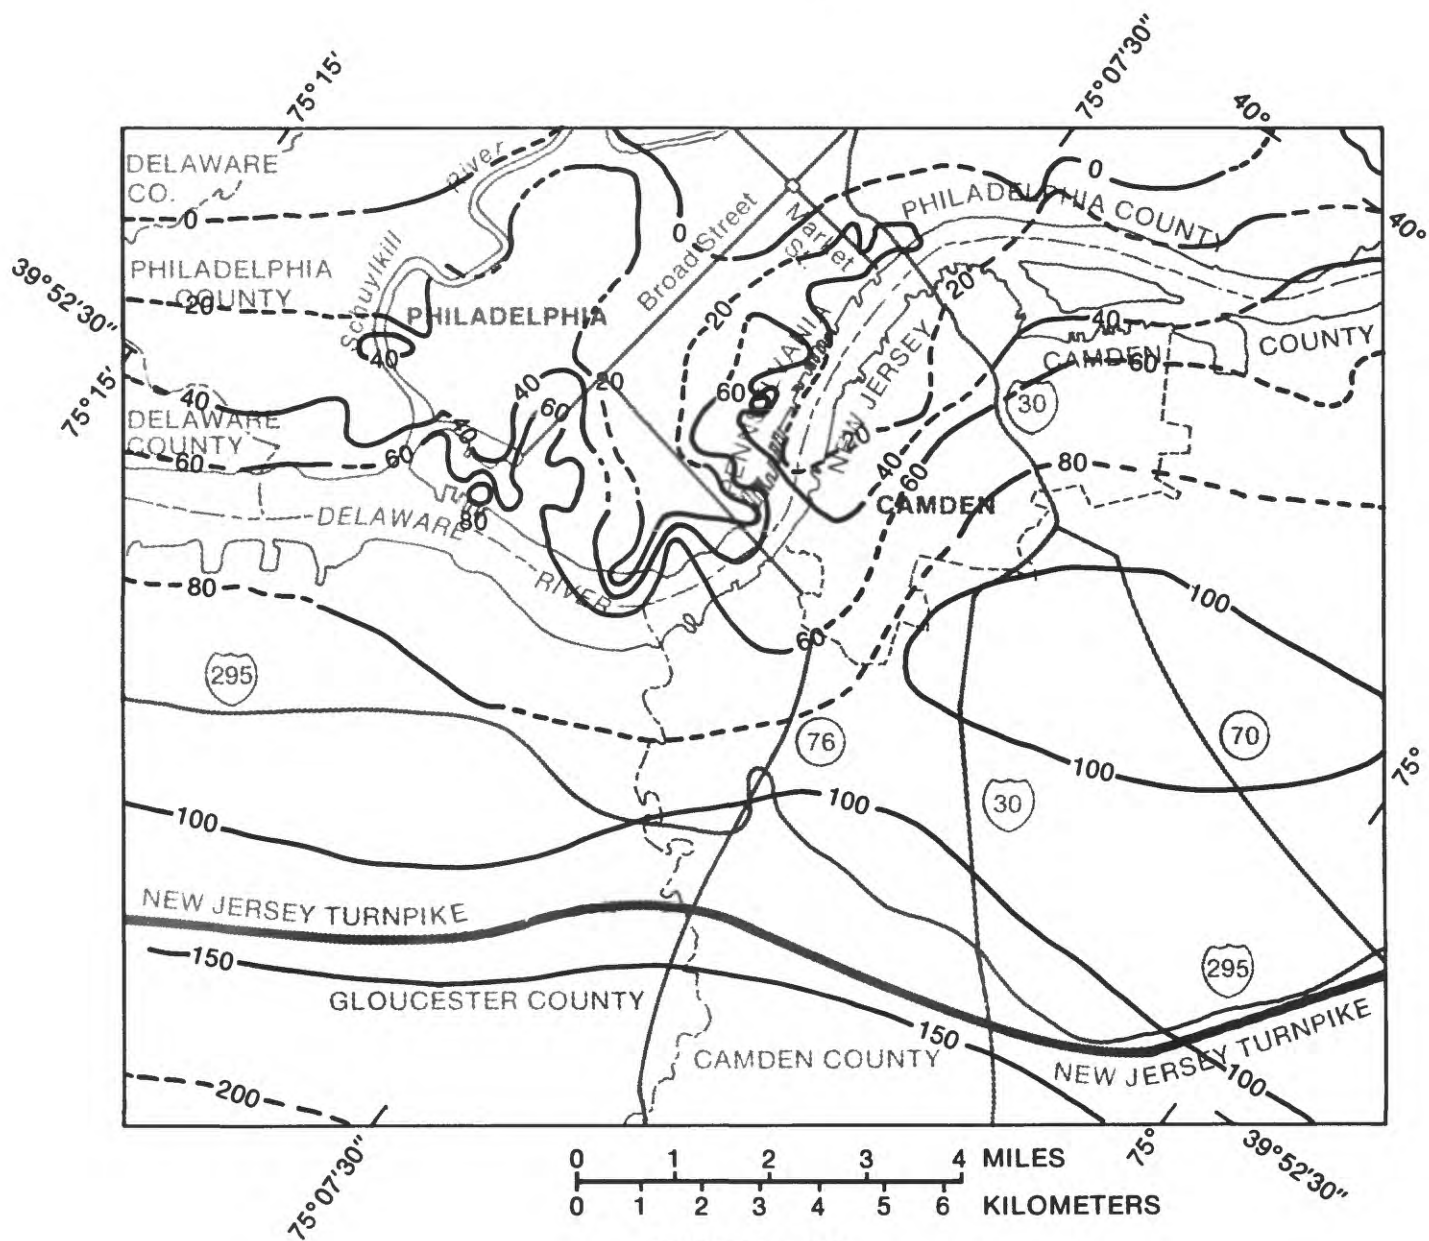 75°15'
75°07'30"
40°
DELAWARE
CO.
River
0
0
0
PHILADELPHIA COUNTY
40°
Broad Street
Market
St.
Schuylkill
39°52'30"
PHILADELPHIA
COUNTY
20
PHILADELPHIA
20
20
40
COUNTY
CAMDEN
60
40
PENNSYLVANIA
NEW JERSEY
75°15'
40
40
20
60
30
DELAWARE
COUNTY
40
60
20
40
60
80
60
60
80
CAMDEN
DELAWARE
RIVER
80
100
60
295
76
70
75°
100
30
100
100
NEW JERSEY TURNPIKE
150
295
GLOUCESTER COUNTY
150
CAMDEN COUNTY
NEW JERSEY TURNPIKE
100
200
75°07'30"
75°
39°52'30"
0 1 2 3 4 MILES
0 1 2 3 4 5 6 KILOMETERS